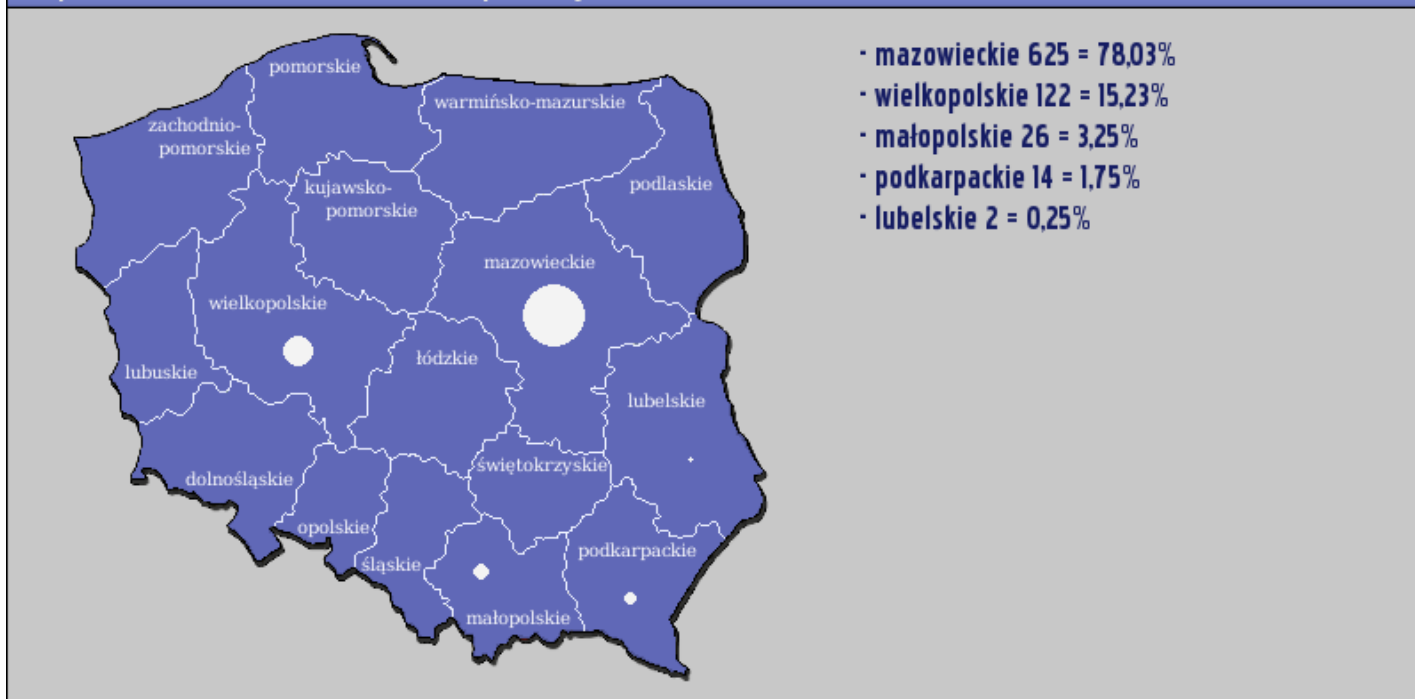 pomorskie
warmińsko-mazurskie
zachodnio-
pomorskie
kujawsko-
pomorskie
podlaskie
mazowieckie
wielkopolskie
łódzkie
lubuskie
lubelskie
dolnośląskie
świętokrzyskie
opolskie
śląskie
podkarpackie
małopolskie
- mazowieckie 625 = 78,03%
- wielkopolskie 122 = 15,23%
- małopolskie 26 = 3,25%
- podkarpackie 14 = 1,75%
- lubelskie 2 = 0,25%